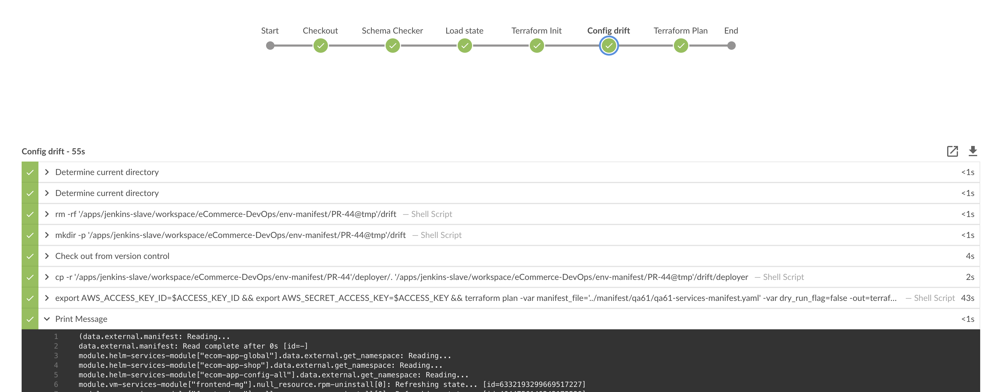 Start Checkout Schema Checker Load state Terraform Init Config drift Terraform Plan End
Config drift - 55s
Determine current directory <1s
Determine current directory <1s
rm -rf '/apps/jenkins-slave/workspace/eCommerce-DevOps/env-manifest/PR-44@tmp'/drift — Shell Script <1s
mkdir -p '/apps/jenkins-slave/workspace/eCommerce-DevOps/env-manifest/PR-44@tmp'/drift — Shell Script <1s
Check out from version control 4s
cp -r '/apps/jenkins-slave/workspace/eCommerce-DevOps/env-manifest/PR-44'/deployer/. '/apps/jenkins-slave/workspace/eCommerce-DevOps/env-manifest/PR-44@tmp'/drift/deployer — Shell Script 2s
export AWS_ACCESS_KEY_ID=$ACCESS_KEY_ID && export AWS_SECRET_ACCESS_KEY=$ACCESS_KEY && terraform plan -var manifest_file='../manifest/qa61/qa61-services-manifest.yaml' -var dry_run_flag=false -out=terraf... — Shell Script 43s
Print Message <1s
1 (data.external.manifest: Reading...
2 data.external.manifest: Read complete after 0s [id=-]
3 module.helm-services-module["ecom-app-global"].data.external.get_namespace: Reading...
4 module.helm-services-module["ecom-app-shop"].data.external.get_namespace: Reading...
5 module.helm-services-module["ecom-app-config-all"].data.external.get_namespace: Reading...
6 module.vm-services-module["frontend-mg"].null_resource.rpm-uninstall[0]: Refreshing state... [id=6332193299669517227]